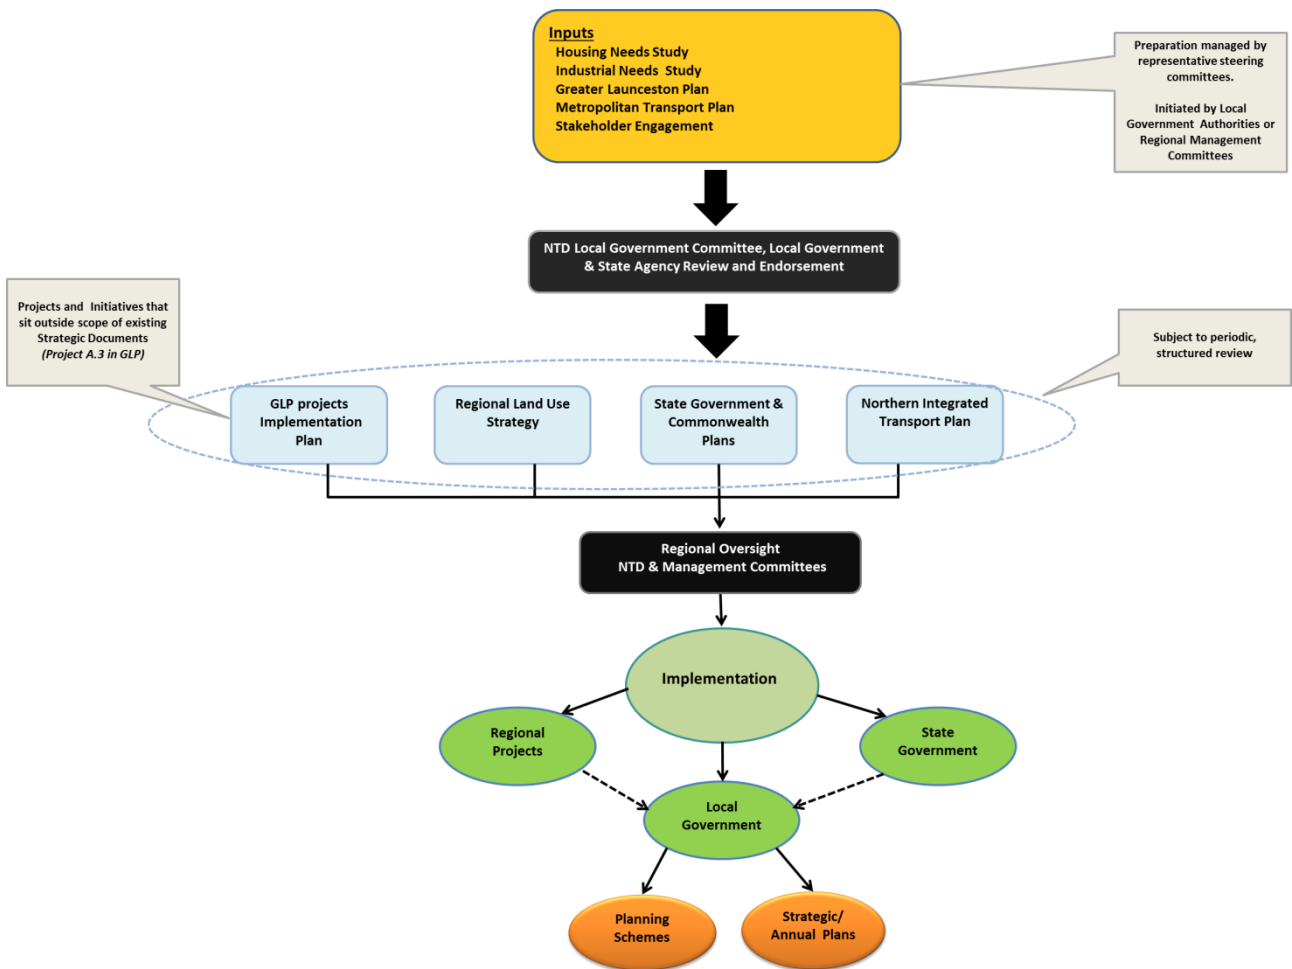 Inputs
Housing Needs Study
Industrial Needs Study
Greater Launceston Plan
Metropolitan Transport Plan
Stakeholder Engagement
Preparation managed by
representative steering
committees.
Initiated by Local
Government Authorities or
Regional Management
Committees
NTD Local Government Committee, Local Government
& State Agency Review and Endorsement
Projects and Initiatives that
sit outside scope of existing
Strategic Documents
(Project A.3 in GLP)
Subject to periodic,
structured review
GLP projects
Implementation
Plan
Regional Land Use
Strategy
State Government &
Commonwealth
Plans
Northern Integrated
Transport Plan
Regional Oversight
NTD & Management Committees
Implementation
Regional
Projects
State
Government
Local
Government
Planning
Schemes
Strategic/
Annual Plans